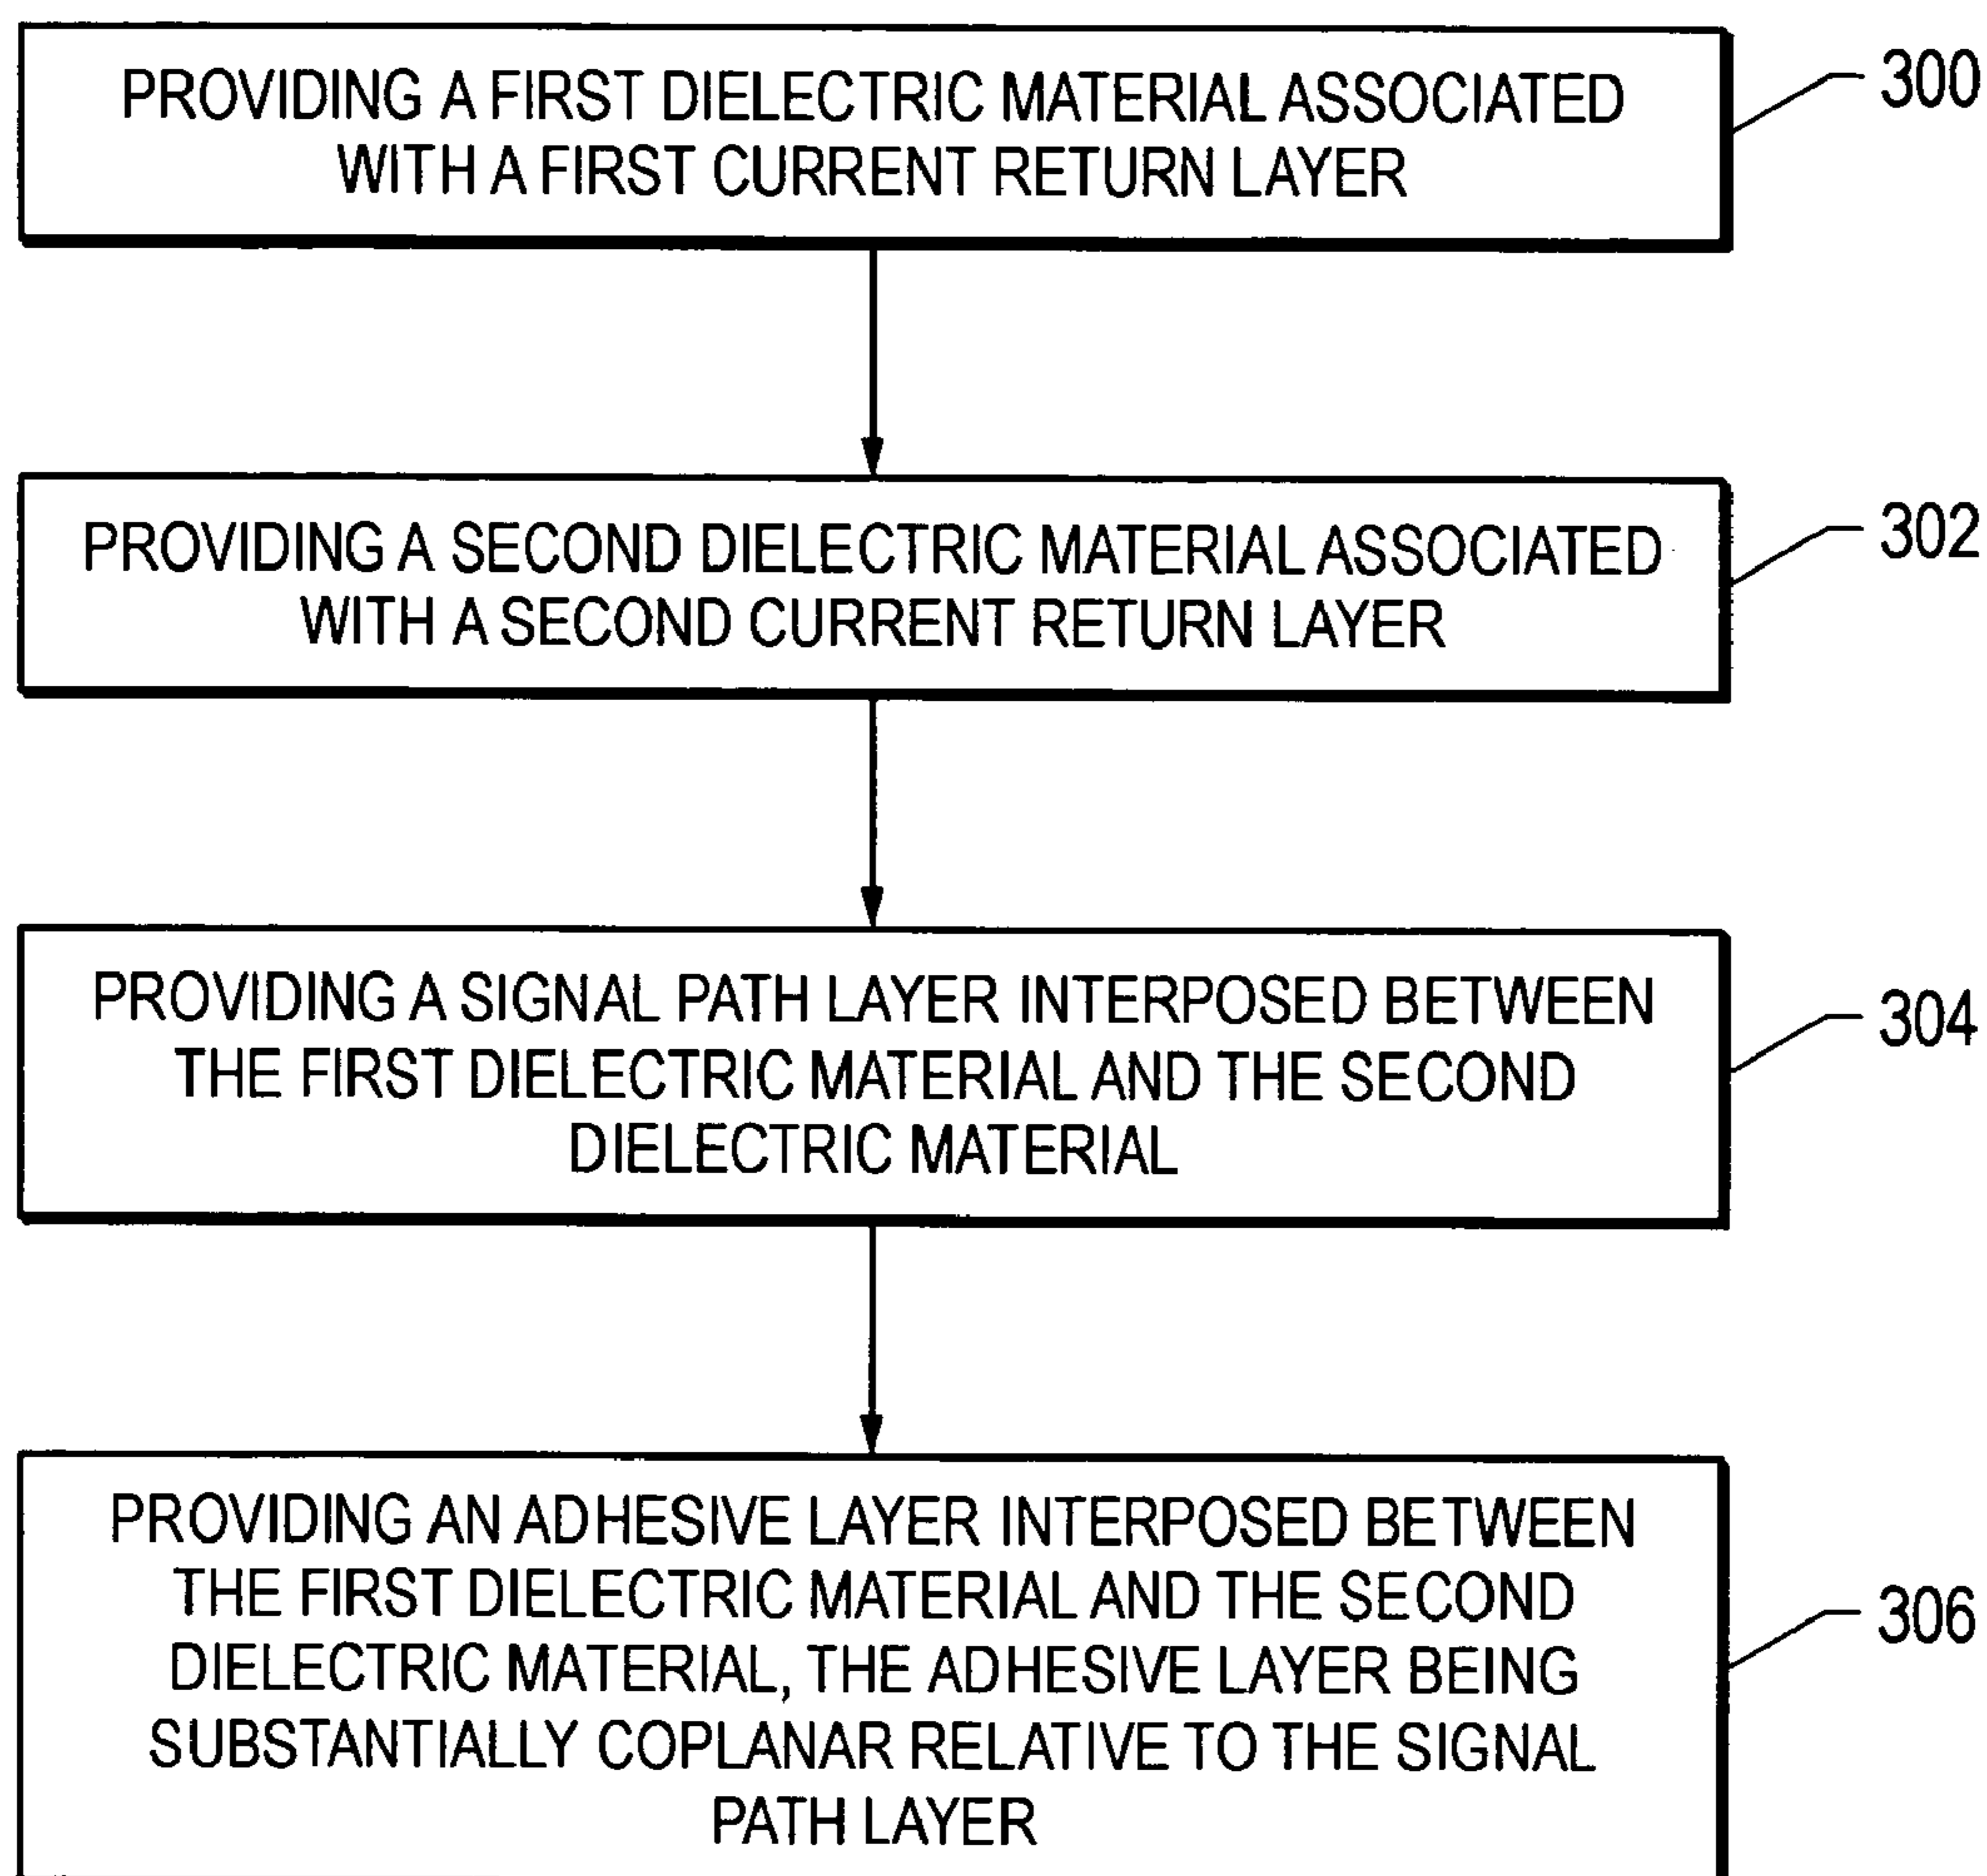 PROVIDING A FIRST DIELECTRIC MATERIAL ASSOCIATED
WITH A FIRST CURRENT RETURN LAYER
300
PROVIDING A SECOND DIELECTRIC MATERIAL ASSOCIATED
WITH A SECOND CURRENT RETURN LAYER
302
PROVIDING A SIGNAL PATH LAYER INTERPOSED BETWEEN
THE FIRST DIELECTRIC MATERIAL AND THE SECOND
DIELECTRIC MATERIAL
304
PROVIDING AN ADHESIVE LAYER INTERPOSED BETWEEN
THE FIRST DIELECTRIC MATERIAL AND THE SECOND
DIELECTRIC MATERIAL, THE ADHESIVE LAYER BEING
SUBSTANTIALLY COPLANAR RELATIVE TO THE SIGNAL
PATH LAYER
306